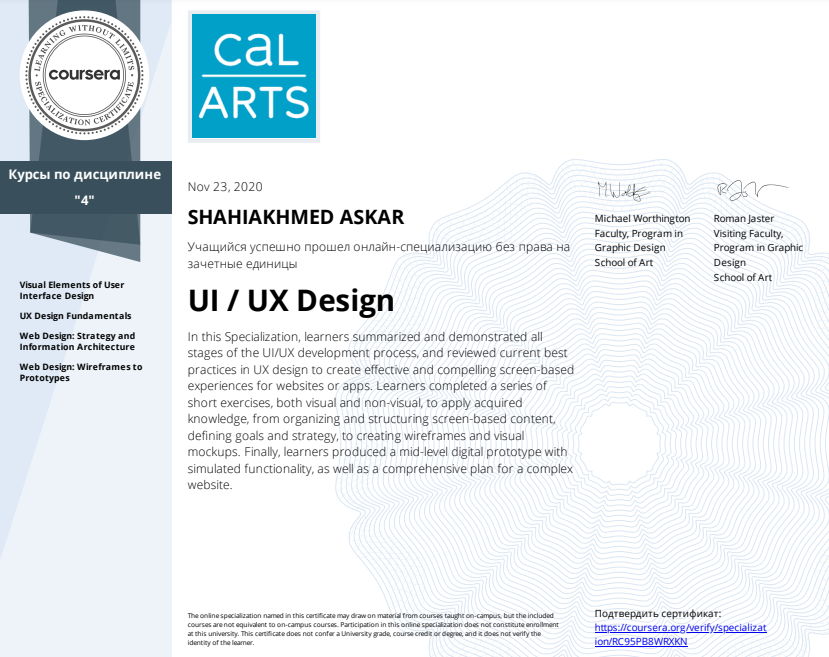 LEARNING WITHOUT LIMITS
coursera
SPECIALIZATION CERTIFICATE
Курсы по дисциплине
"4"
Visual Elements of User
Interface Design
UX Design Fundamentals
Web Design: Strategy and
Information Architecture
Web Design: Wireframes to
Prototypes
CaL
ARTS
Nov 23, 2020
SHAHIAKHMED ASKAR
Учащийся успешно прошел онлайн-специализацию без права на
зачетные единицы
UI / UX Design
In this Specialization, learners summarized and demonstrated all
stages of the UI/UX development process, and reviewed current best
practices in UX design to create effective and compelling screen-based
experiences for websites or apps. Learners completed a series of
short exercises, both visual and non-visual, to apply acquired
knowledge, from organizing and structuring screen-based content,
defining goals and strategy, to creating wireframes and visual
mockups. Finally, learners produced a mid-level digital prototype with
simulated functionality, as well as a comprehensive plan for a complex
website.
Michael Worthington
Faculty, Program in
Graphic Design
School of Art
Roman Jaster
Visiting Faculty,
Program in Graphic
Design
School of Art
The online specialization named in this certificate may draw on material from courses taught on-campus, but the included
courses are not equivalent to on-campus courses. Participation in this online specialization does not constitute enrollment
at this university. This certificate does not confer a University grade, course credit or degree, and it does not verify the
identity of the learner.
Подтвердить сертификат:
https://coursera.org/verify/specializat
ion/RC95PB8WRXKN